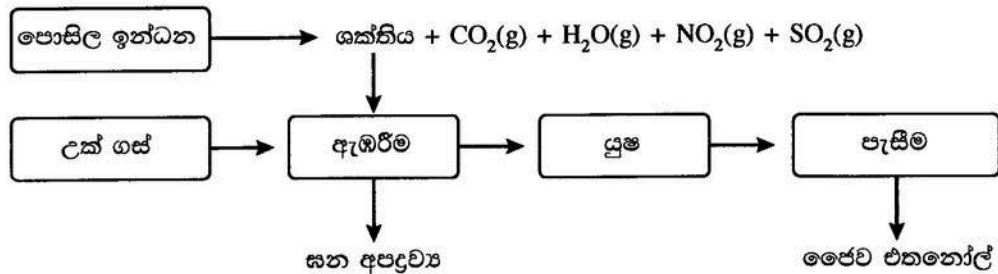 පොසිල ඉන්ධන ශක්තිය + CO₂(g) + H₂O(g) + NO₂(g) + SO₂(g)
උක් ගස් ඇඹරීම යුෂ පැසීම
ඝන අපද්‍රව්‍ය ජෛව එතනෝල්